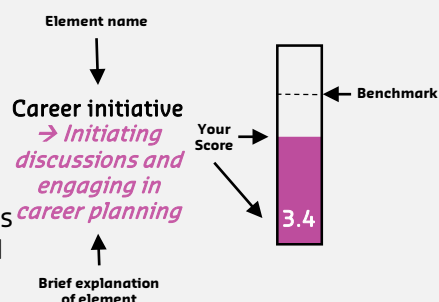 Element name
Career initiative
→ Initiating
discussions and
engaging in
career planning
Brief explanation
of element
Your
Score
Benchmark
3.4
s